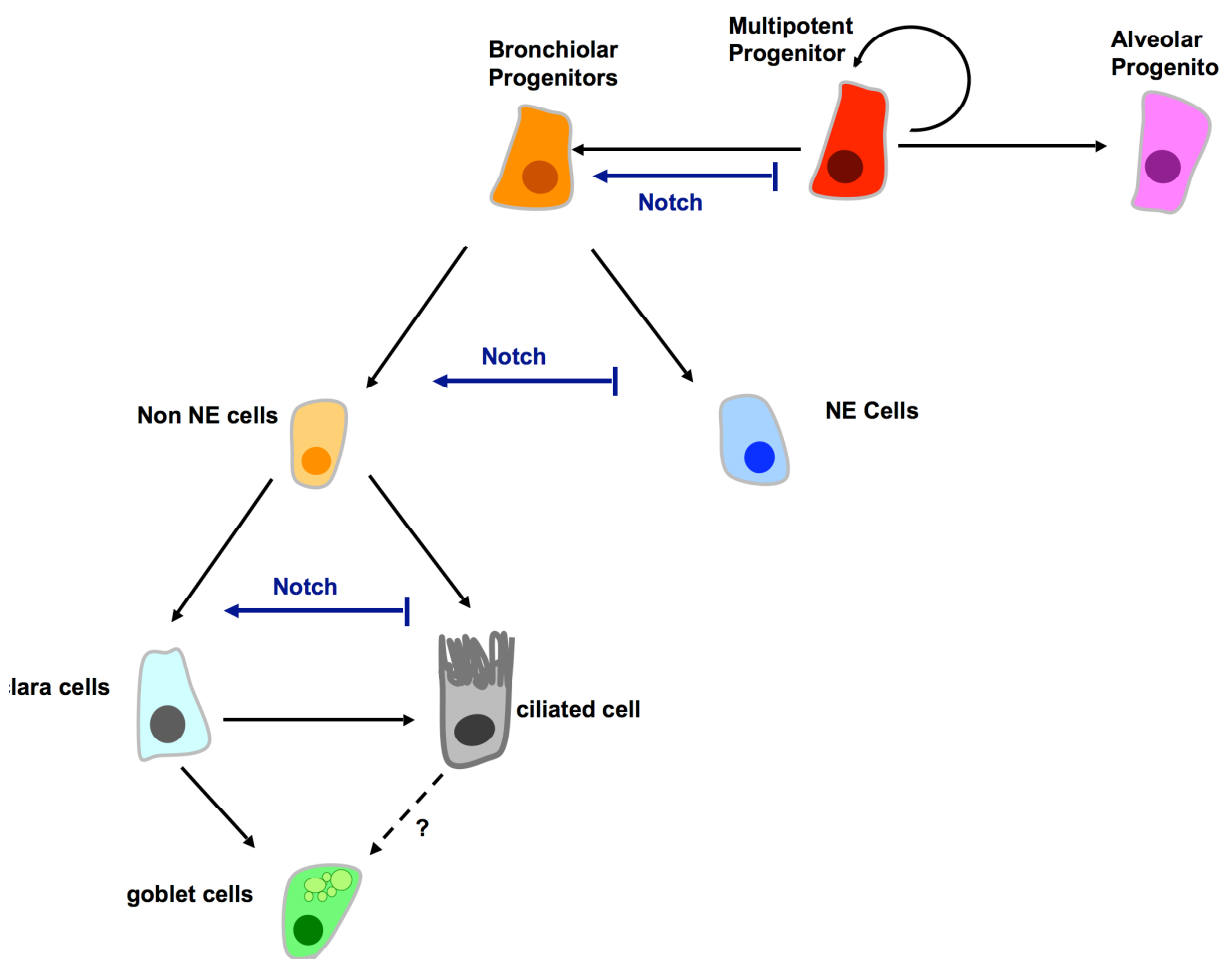 Multipotent
Progenitor
Bronchiolar
Progenitors
Alveolar
Progenito
Notch
Notch
Non NE cells
NE Cells
Notch
lara cells
ciliated cell
?
goblet cells